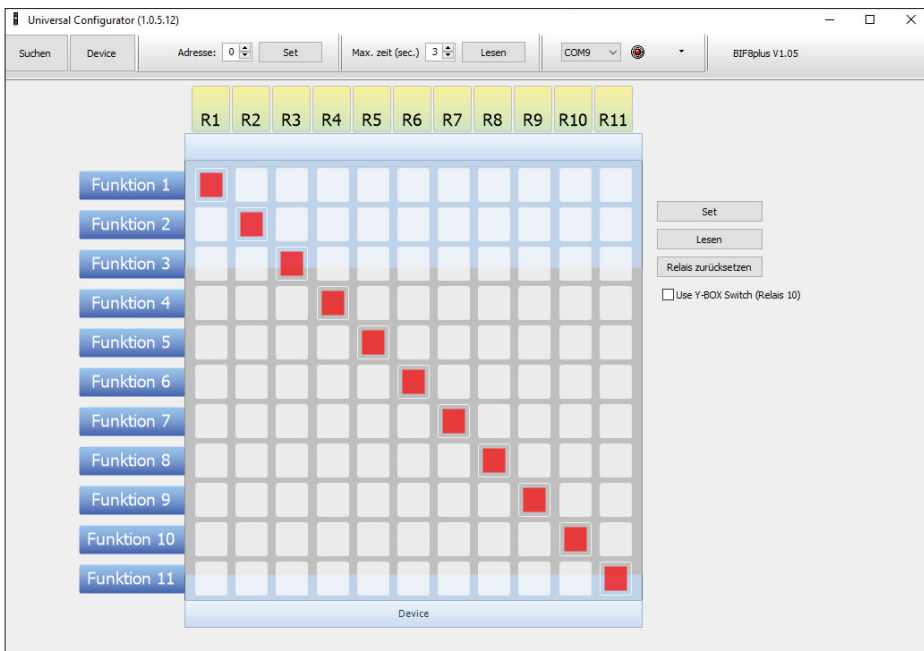 Universal Configurator (1.0.5.12)
Suchen Device Adresse: 0 Set Max. zeit (sec.) 3 Lesen COM9 BIF8plus V1.05
R1 R2 R3 R4 R5 R6 R7 R8 R9 R10 R11
Funktion 1
Funktion 2
Set
Lesen
Funktion 3
Relais zurücksetzen
Use Y-BOX Switch (Relais 10)
Funktion 4
Funktion 5
Funktion 6
Funktion 7
Funktion 8
Funktion 9
Funktion 10
Funktion 11
Device